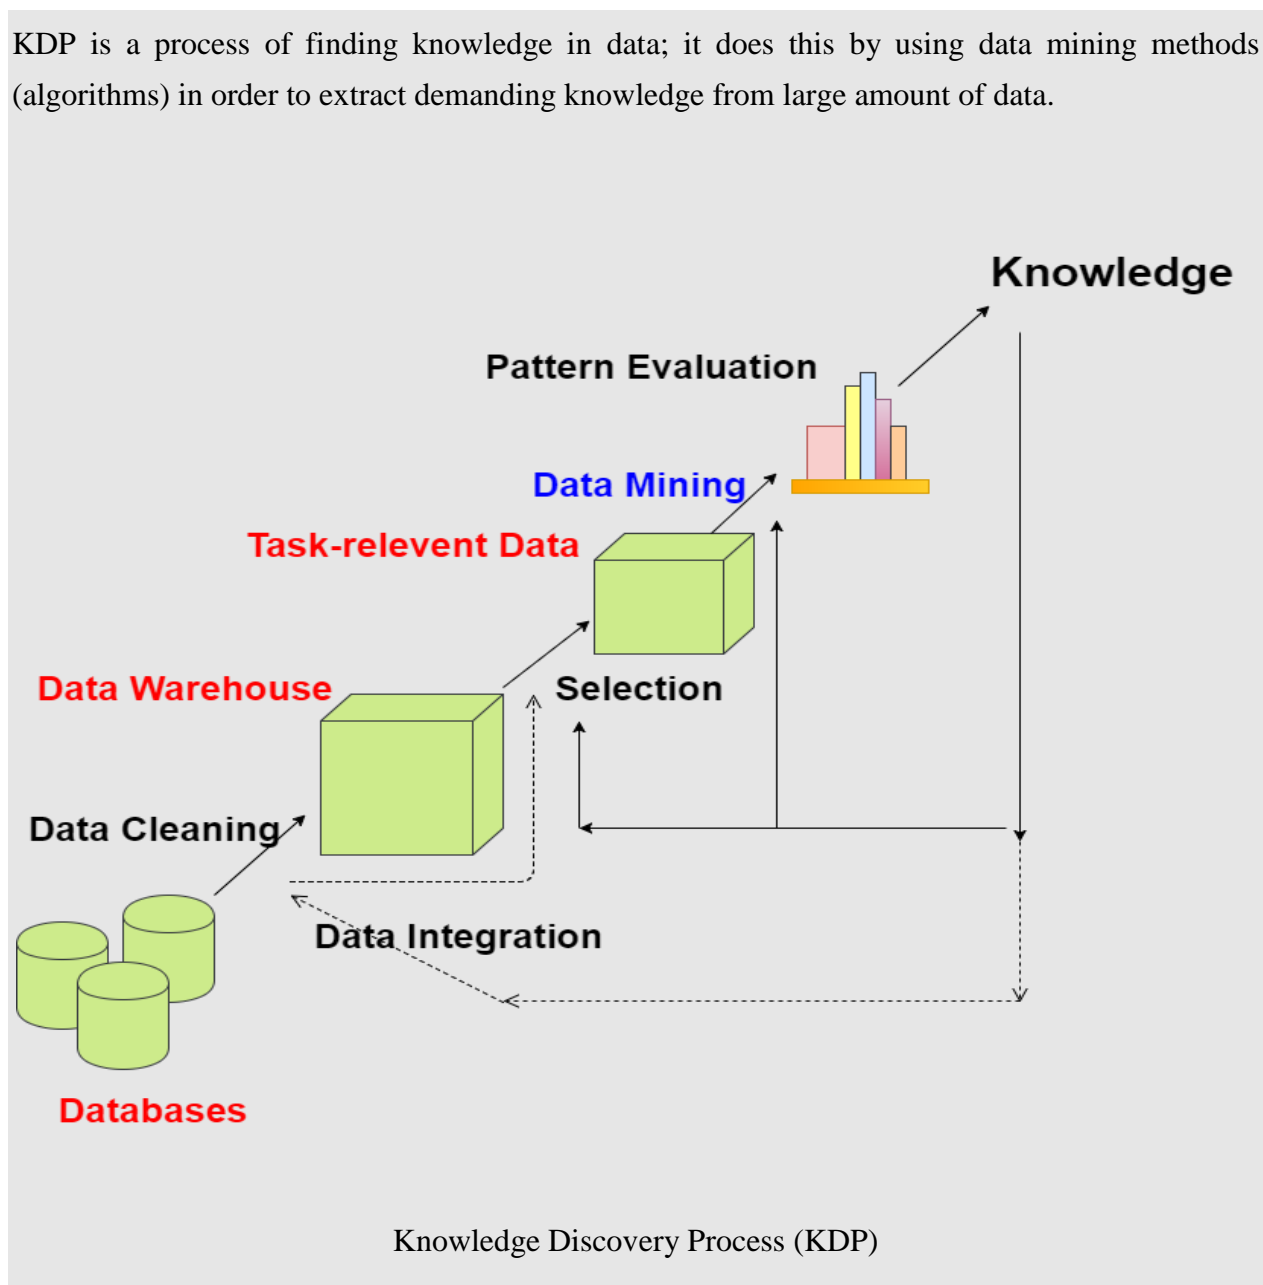 KDP is a process of finding knowledge in data; it does this by using data mining methods
(algorithms) in order to extract demanding knowledge from large amount of data.
Knowledge
Pattern Evaluation
Data Mining
Task-relevent Data
Data Warehouse
Selection
Data Cleaning
Data Integration
Databases
Knowledge Discovery Process (KDP)